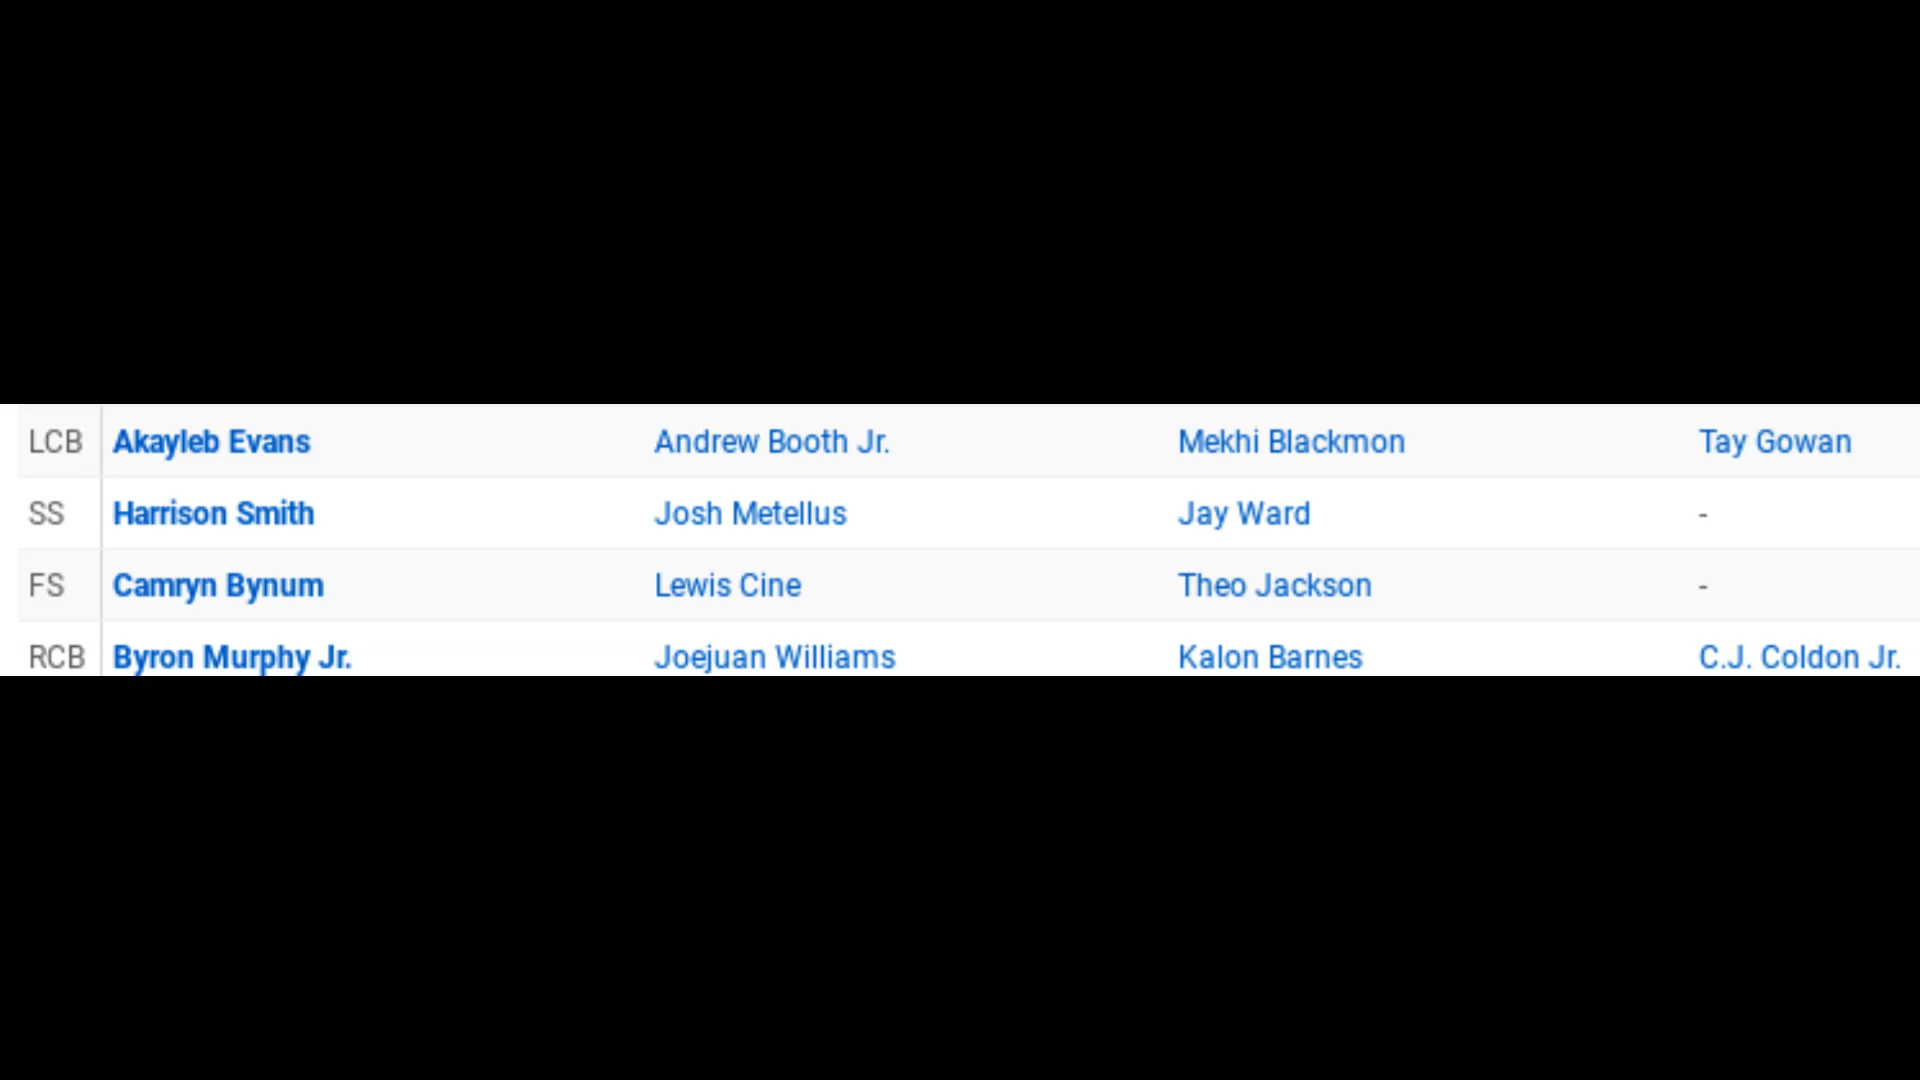 LCB Akayleb Evans Andrew Booth Jr. Mekhi Blackmon Tay Gowan
SS Harrison Smith Josh Metellus Jay Ward -
FS Camryn Bynum Lewis Cine Theo Jackson -
RCB Byron Murphy Jr. Joejuan Williams Kalon Barnes C.J. Coldon Jr.